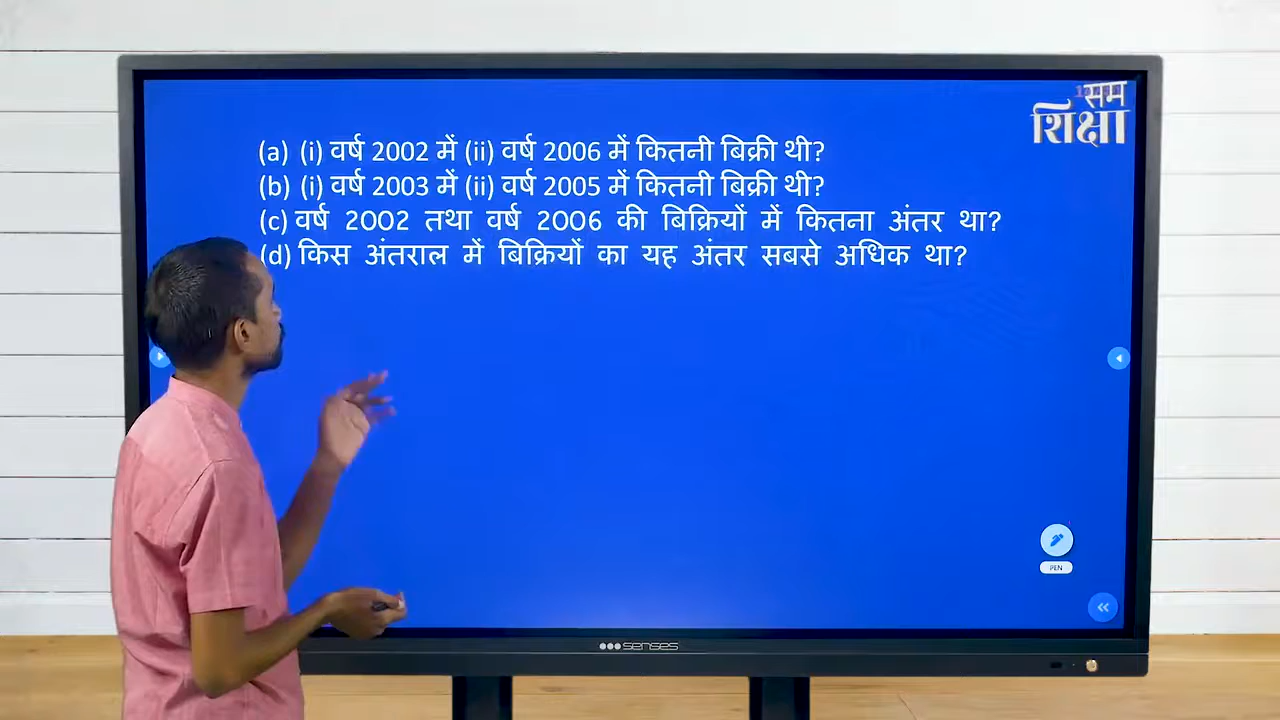 सम
शिक्षा
(a) (i) वर्ष 2002 में (ii) वर्ष 2006 में कितनी बिक्री थी?
(b) (i) वर्ष 2003 में (ii) वर्ष 2005 में कितनी बिक्री थी?
(c) वर्ष 2002 तथा वर्ष 2006 की बिक्रियों में कितना अंतर था?
(d) किस अंतराल में बिक्रियों का यह अंतर सबसे अधिक था?
PEN
senses